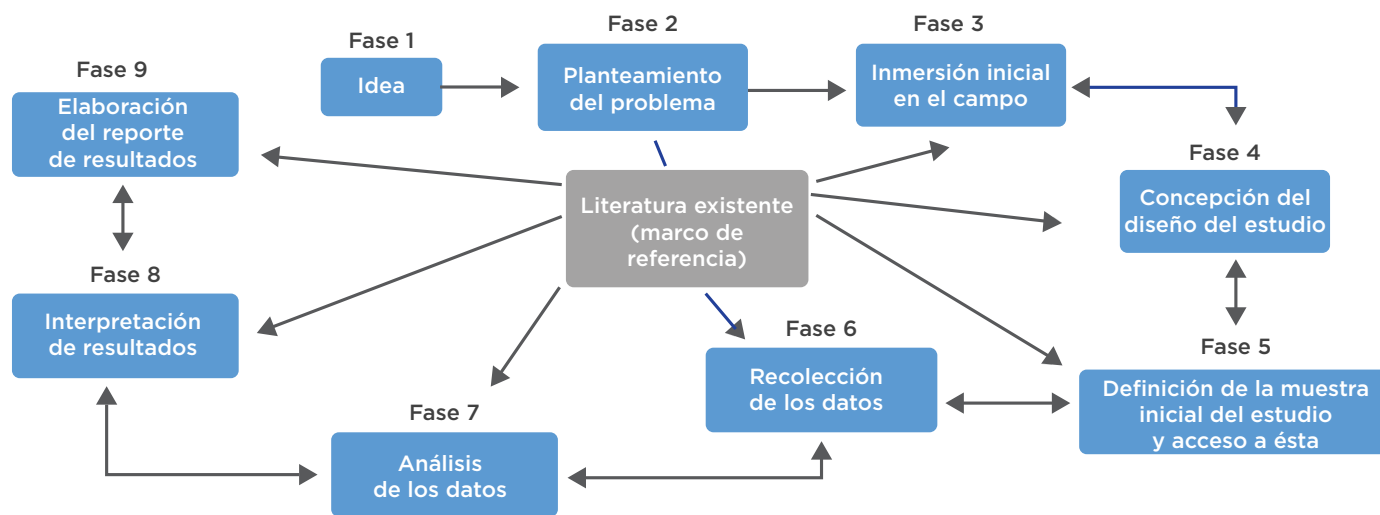 Fase 1
Idea
Fase 2
Planteamiento
del problema
Fase 3
Inmersión inicial
en el campo
Fase 4
Concepción del
diseño del estudio
Fase 5
Definición de la muestra
inicial del estudio
y acceso a ésta
Fase 6
Recolección
de los datos
Fase 7
Análisis
de los datos
Fase 8
Interpretación
de resultados
Fase 9
Elaboración
del reporte
de resultados
Literatura existente
(marco de
referencia)